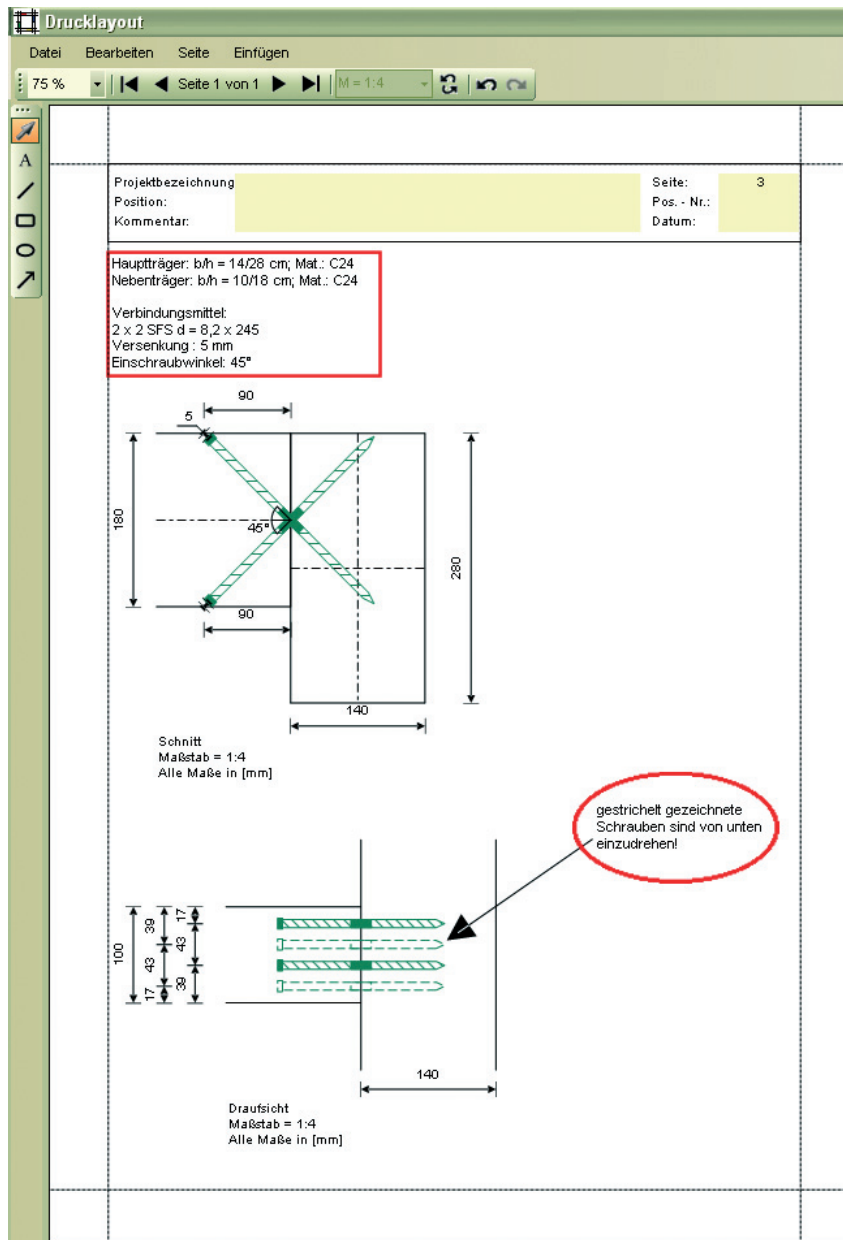 Drucklayout
Datei Bearbeiten Seite Einfügen
75 % Seite 1 von 1 M = 1:4
A
Projektbezeichnung Seite: 3
Position: Pos. - Nr.:
Kommentar: Datum:
Hauptträger: b/h = 14/28 cm; Mat.: C24
Nebenträger: b/h = 10/18 cm; Mat.: C24
Verbindungsmittel:
2 x 2 SFS d = 8,2 x 245
Versenkung : 5 mm
Einschraubwinkel: 45°
90
5
180
45°
280
90
140
Schnitt
Maßstab = 1:4
Alle Maße in [mm]
gestrichelt gezeichnete
Schrauben sind von unten
einzudrehen!
100
39
43
17
17
43
39
140
Draufsicht
Maßstab = 1:4
Alle Maße in [mm]